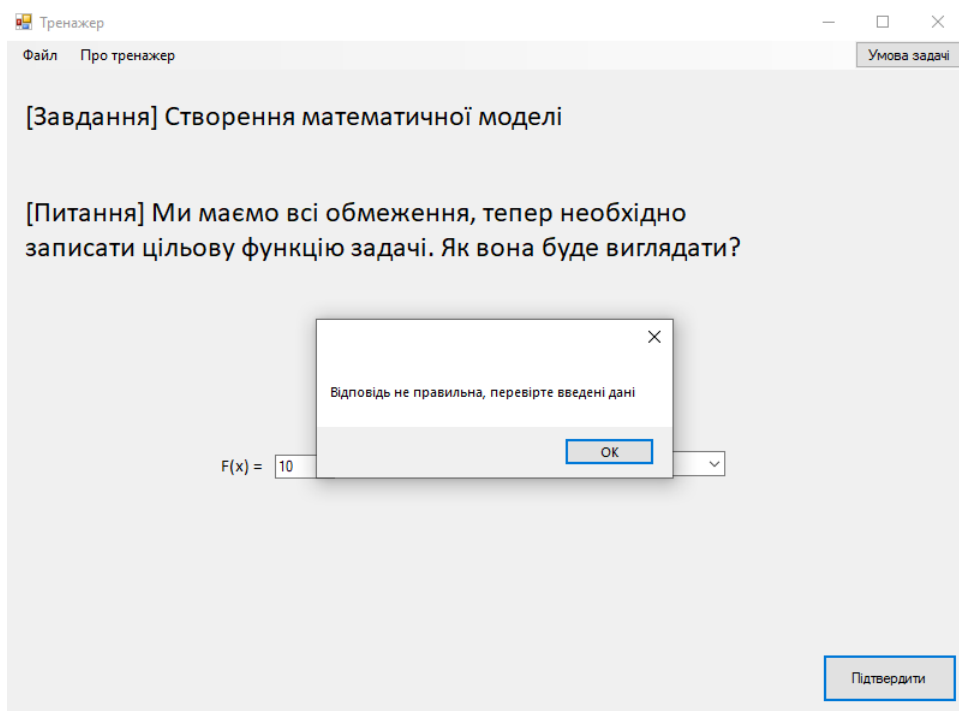 Тренажер
Файл Про тренажер Умова задачі
[Завдання] Створення математичної моделі
[Питання] Ми маємо всі обмеження, тепер необхідно
записати цільову функцію задачі. Як вона буде виглядати?
Відповідь не правильна, перевірте введені дані
OK
F(x) = 10
Підтвердити